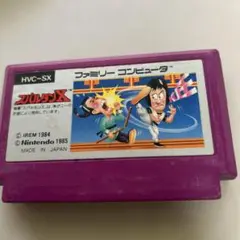 HVC-SX
ファミリー コンピュータ
スパルタンX
© IREM 1984
© Nintendo 1985
MADE IN JAPAN